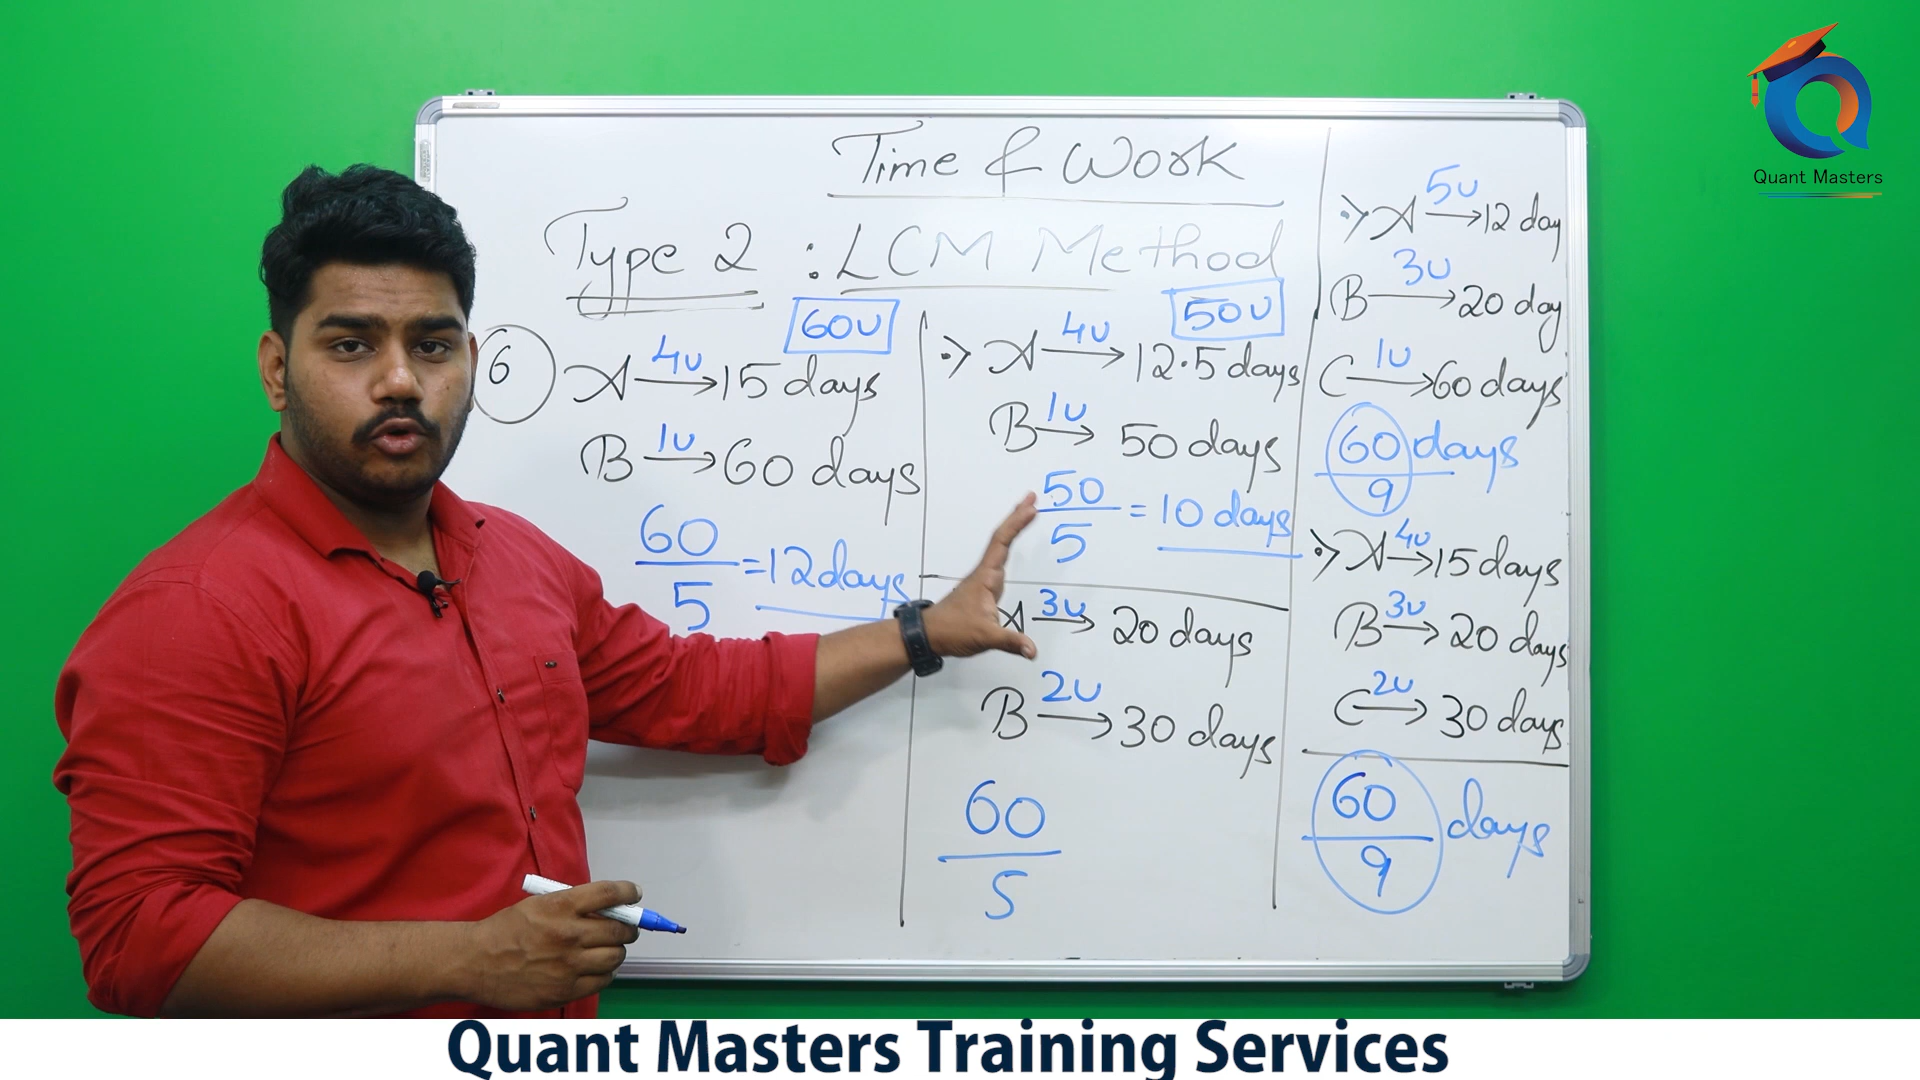 Time & Work
Type 2 : LCM Method
6
60U
A 4U→ 15 days
B 1U→ 60 days
60/5 = 12 days
50U
A 4U→ 12.5 days
B 1U→ 50 days
50/5 = 10 days
A 3U→ 20 days
B 2U→ 30 days
60/5
A 5U→ 12 day
B 3U→ 20 day
C 1U→ 60 days
60/9 days
A 4U→ 15 days
B 3U→ 20 days
C 2U→ 30 days
60/9 days
Quant Masters
Quant Masters Training Services